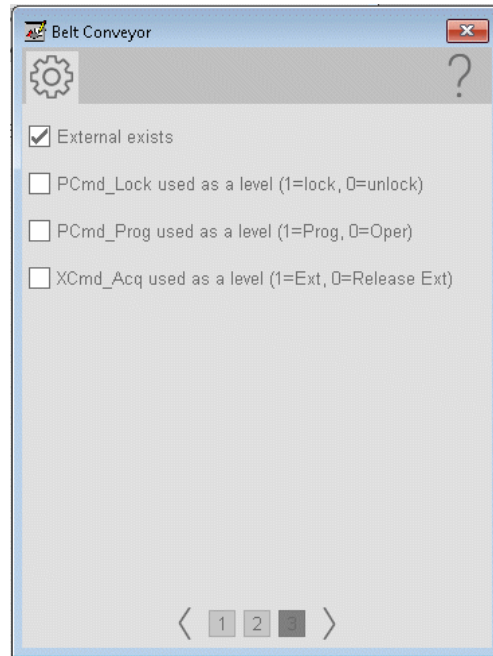 Belt Conveyor
?
External exists
PCmd_Lock used as a level (1=lock, 0=unlock)
PCmd_Prog used as a level (1=Prog, 0=Oper)
XCmd_Acq used as a level (1=Ext, 0=Release Ext)
1 2 3